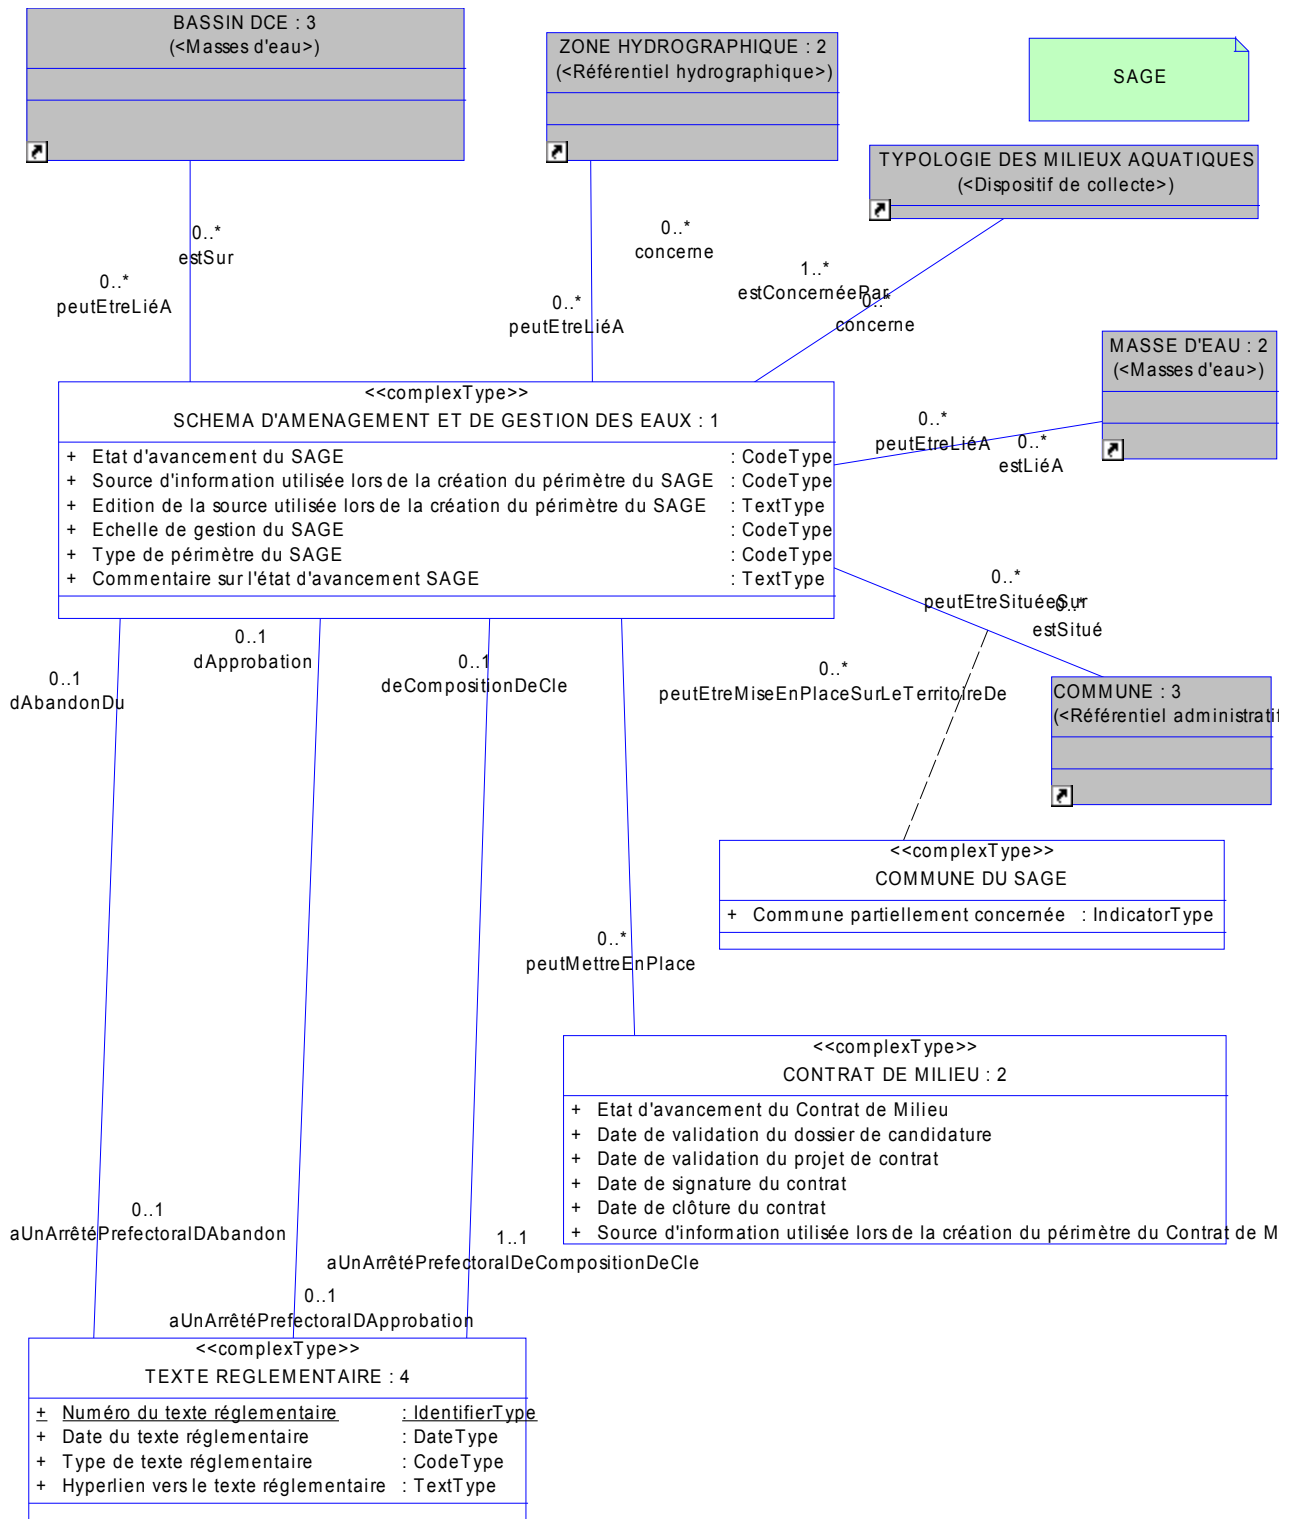 BASSIN DCE : 3
(<Masses d'eau>)
ZONE HYDROGRAPHIQUE : 2
(<Référentiel hydrographique>)
SAGE
TYPOLOGIE DES MILIEUX AQUATIQUES
(<Dispositif de collecte>)
0..*
estSur
0..*
peutEtreLiéA
0..*
concerne
0..*
peutEtreLiéA
1..*
estConcernéePar
0..*
concerne
MASSE D'EAU : 2
(<Masses d'eau>)
0..*
peutEtreLiéA
0..*
estLiéA
<<complexType>>
SCHEMA D'AMENAGEMENT ET DE GESTION DES EAUX : 1
+ Etat d'avancement du SAGE : CodeType
+ Source d'information utilisée lors de la création du périmètre du SAGE : CodeType
+ Edition de la source utilisée lors de la création du périmètre du SAGE : TextType
+ Echelle de gestion du SAGE : CodeType
+ Type de périmètre du SAGE : CodeType
+ Commentaire sur l'état d'avancement SAGE : TextType
0..*
peutEtreSituéeSur
0..*
estSitué
0..1
dAbandonDu
0..1
dApprobation
0..1
deCompositionDeCle
0..*
peutEtreMiseEnPlaceSurLeTerritoireDe
COMMUNE : 3
(<Référentiel administratif
<<complexType>>
COMMUNE DU SAGE
+ Commune partiellement concernée : IndicatorType
0..*
peutMettreEnPlace
<<complexType>>
CONTRAT DE MILIEU : 2
+ Etat d'avancement du Contrat de Milieu
+ Date de validation du dossier de candidature
+ Date de validation du projet de contrat
+ Date de signature du contrat
+ Date de clôture du contrat
+ Source d'information utilisée lors de la création du périmètre du Contrat de M
0..1
aUnArrêtéPrefectoralDAbandon
1..1
aUnArrêtéPrefectoralDeCompositionDeCle
0..1
aUnArrêtéPrefectoralDApprobation
<<complexType>>
TEXTE REGLEMENTAIRE : 4
+ Numéro du texte réglementaire : IdentifierType
+ Date du texte réglementaire : DateType
+ Type de texte réglementaire : CodeType
+ Hyperlien vers le texte réglementaire : TextType